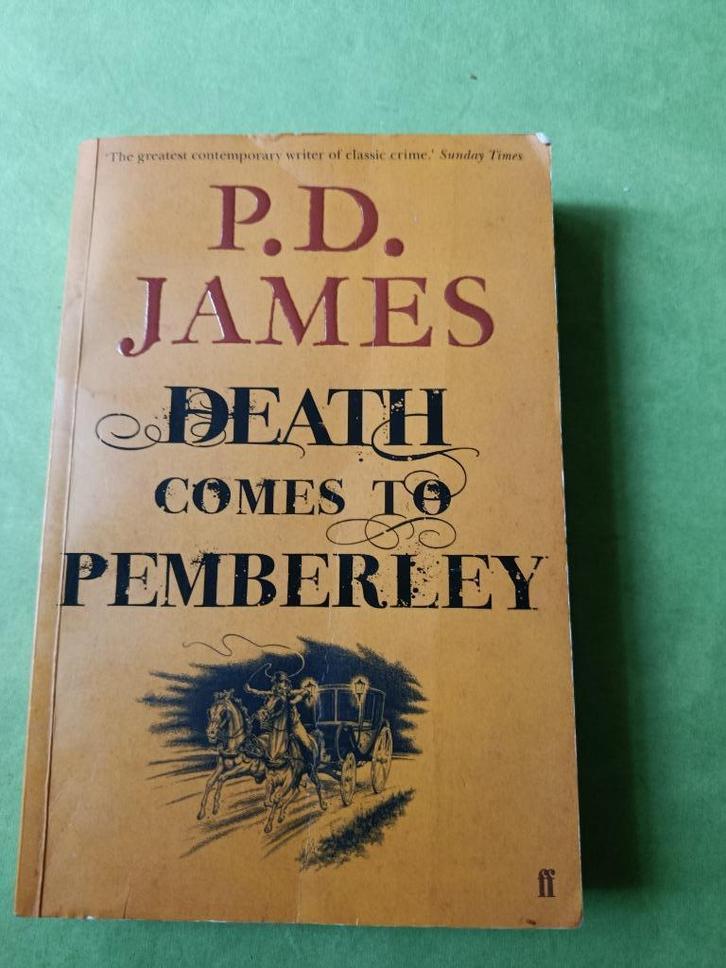 'The greatest contemporary writer of classic crime.' Sunday Times
P.D.
JAMES
DEATH
COMES TO
PEMBERLEY
ff